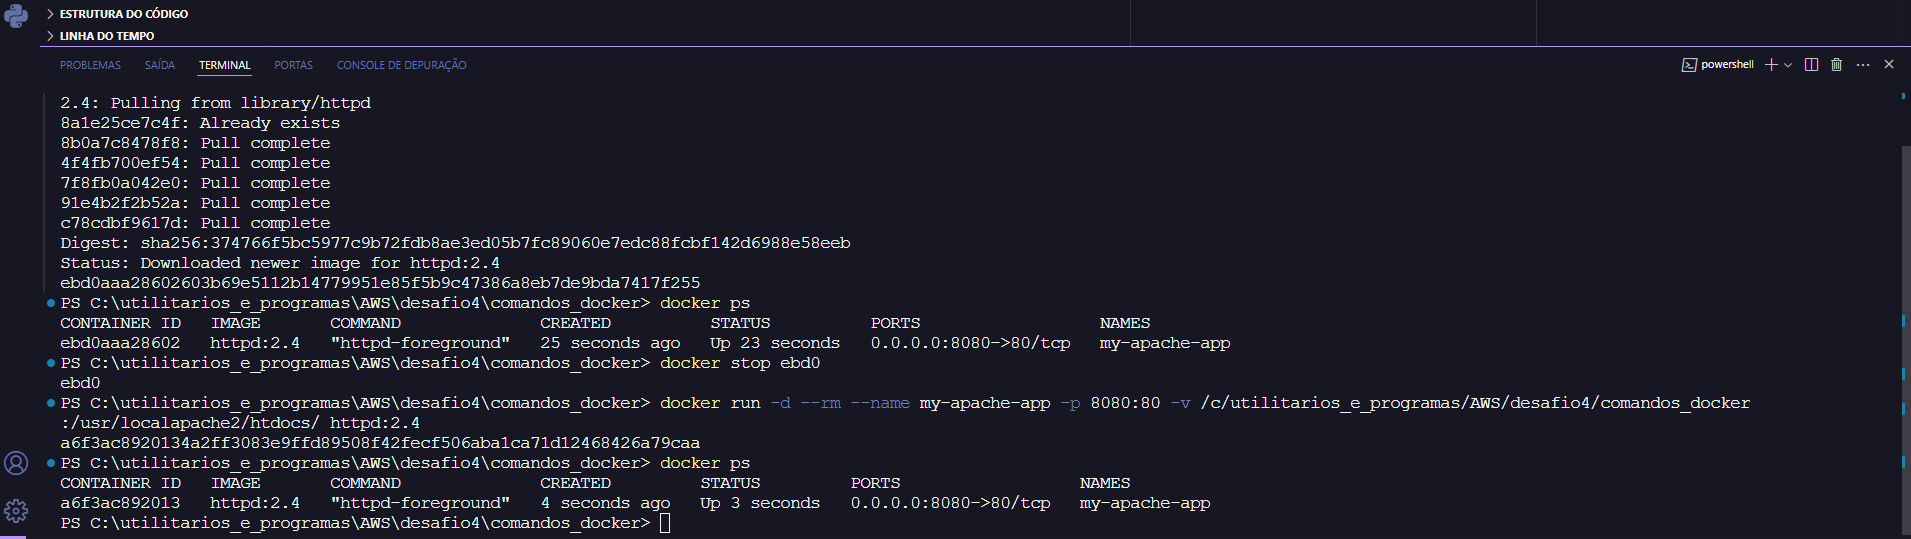 ESTRUTURA DO CÓDIGO
LINHA DO TEMPO
PROBLEMAS SAÍDA TERMINAL PORTAS CONSOLE DE DEPURAÇÃO powershell
2.4: Pulling from library/httpd
8a1e25ce7c4f: Already exists
8b0a7c8478f8: Pull complete
4f4fb700ef54: Pull complete
7f8fb0a042e0: Pull complete
91e4b2f2b52a: Pull complete
c78cdbf9617d: Pull complete
Digest: sha256:374766f5bc5977c9b72fdb8ae3ed05b7fc89060e7edc88fcbf142d6988e58eeb
Status: Downloaded newer image for httpd:2.4
ebd0aaa28602603b69e5112b14779951e85f5b9c47386a8eb7de9bda7417f255
PS C:\utilitarios_e_programas\AWS\desafio4\comandos_docker> docker ps
CONTAINER ID IMAGE COMMAND CREATED STATUS PORTS NAMES
ebd0aaa28602 httpd:2.4 "httpd-foreground" 25 seconds ago Up 23 seconds 0.0.0.0:8080->80/tcp my-apache-app
PS C:\utilitarios_e_programas\AWS\desafio4\comandos_docker> docker stop ebd0
ebd0
PS C:\utilitarios_e_programas\AWS\desafio4\comandos_docker> docker run -d --rm --name my-apache-app -p 8080:80 -v /c/utilitarios_e_programas/AWS/desafio4/comandos_docker
:/usr/localapache2/htdocs/ httpd:2.4
a6f3ac8920134a2ff3083e9ffd89508f42fecf506aba1ca71d12468426a79caa
PS C:\utilitarios_e_programas\AWS\desafio4\comandos_docker> docker ps
CONTAINER ID IMAGE COMMAND CREATED STATUS PORTS NAMES
a6f3ac892013 httpd:2.4 "httpd-foreground" 4 seconds ago Up 3 seconds 0.0.0.0:8080->80/tcp my-apache-app
PS C:\utilitarios_e_programas\AWS\desafio4\comandos_docker>